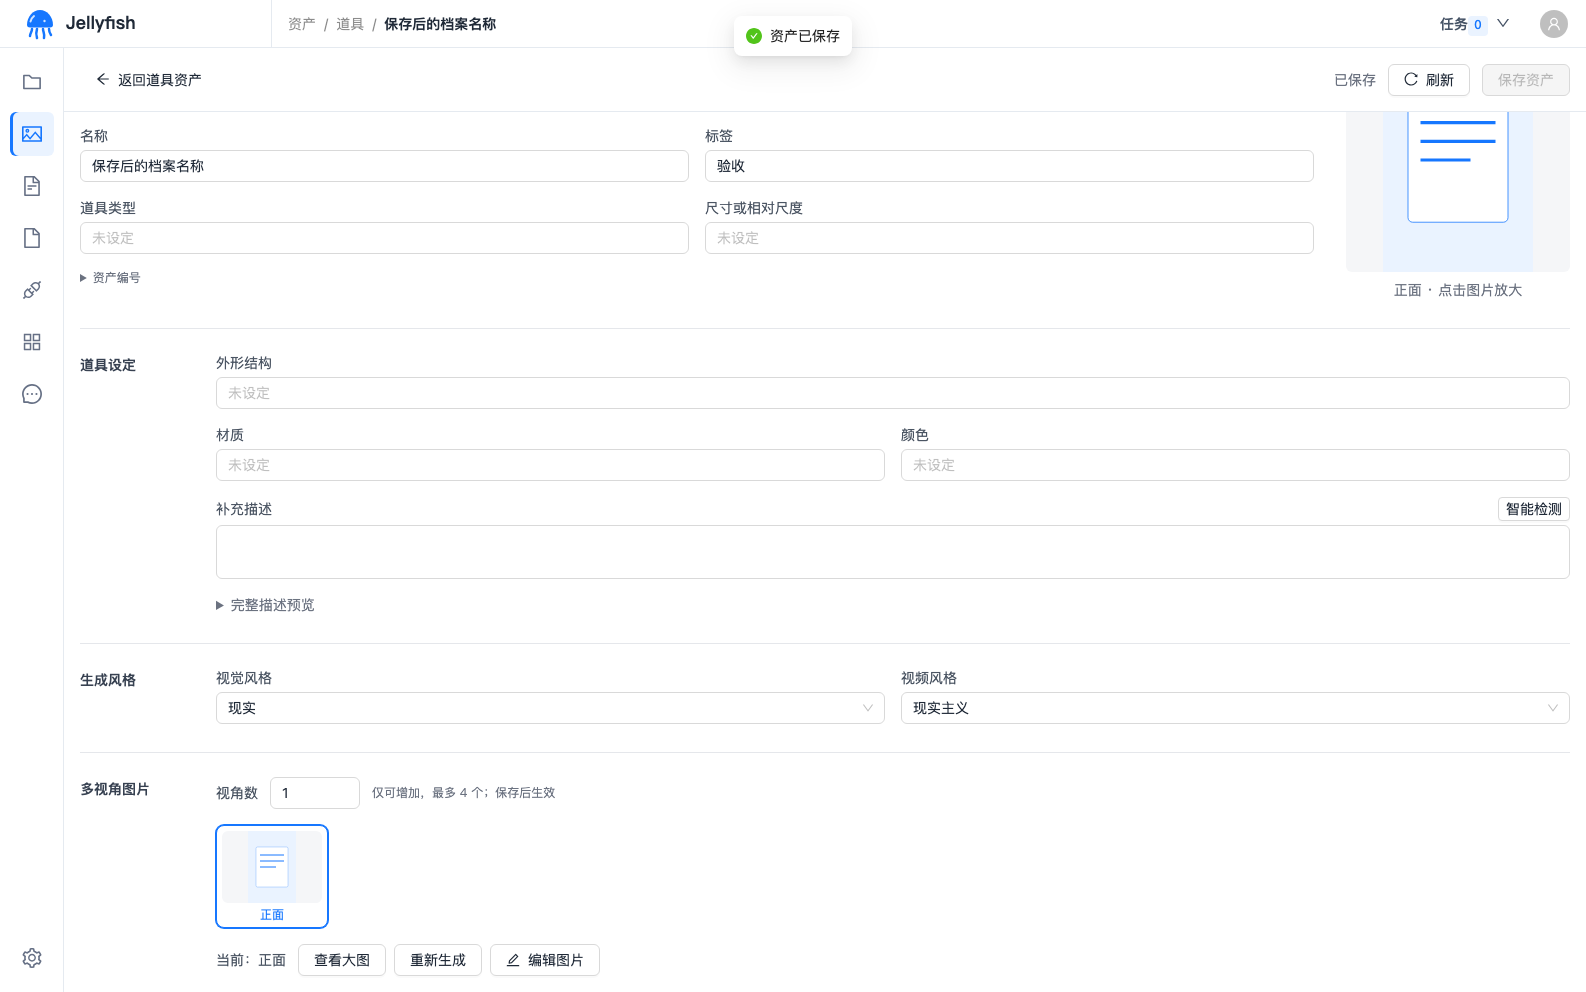 Jellyfish
资产 / 道具 / 保存后的档案名称
资产已保存
任务 0
返回道具资产
已保存
刷新
保存资产
名称
保存后的档案名称
标签
验收
道具类型
未设定
尺寸或相对尺度
未设定
资产编号
正面 · 点击图片放大
道具设定
外形结构
未设定
材质
未设定
颜色
未设定
补充描述
智能检测
完整描述预览
生成风格
视觉风格
现实
视频风格
现实主义
多视角图片
视角数
1
仅可增加，最多 4 个；保存后生效
正面
当前：正面
查看大图
重新生成
编辑图片